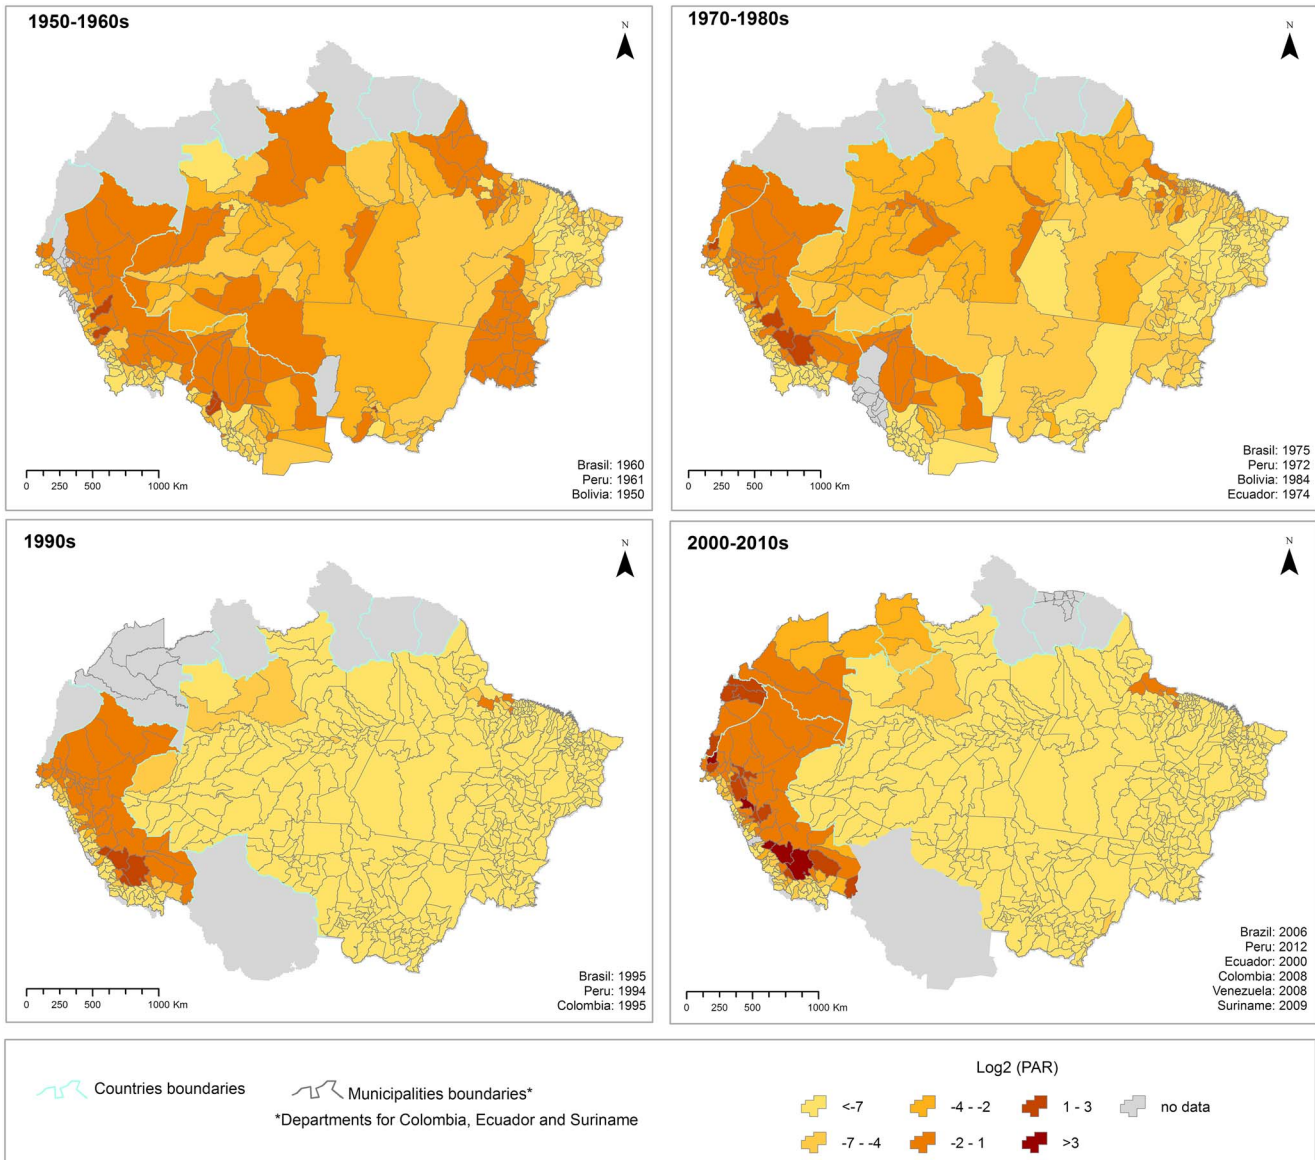 1950-1960s
N
0 250 500 1000 Km
Brasil: 1960
Peru: 1961
Bolivia: 1950
1970-1980s
N
0 250 500 1000 Km
Brasil: 1975
Peru: 1972
Bolivia: 1984
Ecuador: 1974
1990s
N
0 250 500 1000 Km
Brasil: 1995
Peru: 1994
Colombia: 1995
2000-2010s
N
0 250 500 1000 Km
Brazil: 2006
Peru: 2012
Ecuador: 2000
Colombia: 2008
Venezuela: 2008
Suriname: 2009
Countries boundaries
Municipalities boundaries*
*Departments for Colombia, Ecuador and Suriname
Log2 (PAR)
<-7 -4 - -2 1 - 3 no data
-7 - -4 -2 - 1 >3